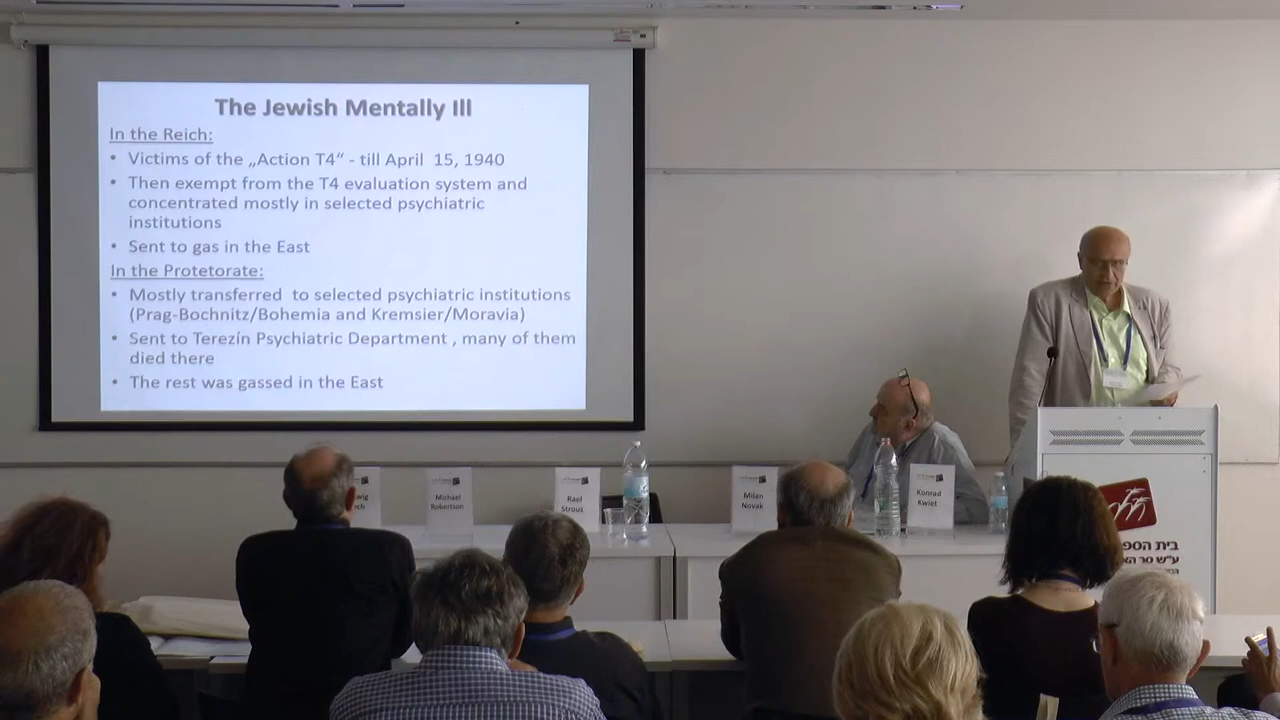 The Jewish Mentally Ill
In the Reich:
• Victims of the „Action T4“ - till April 15, 1940
• Then exempt from the T4 evaluation system and
concentrated mostly in selected psychiatric
institutions
• Sent to gas in the East
In the Protetorate:
• Mostly transferred to selected psychiatric institutions
(Prag-Bochnitz/Bohemia and Kremsier/Moravia)
• Sent to Terezín Psychiatric Department , many of them
died there
• The rest was gassed in the East
Michael
Robertson
Rael
Strous
Milan
Novak
Konrad
Kwiet
בית הספ
ע"ש סר